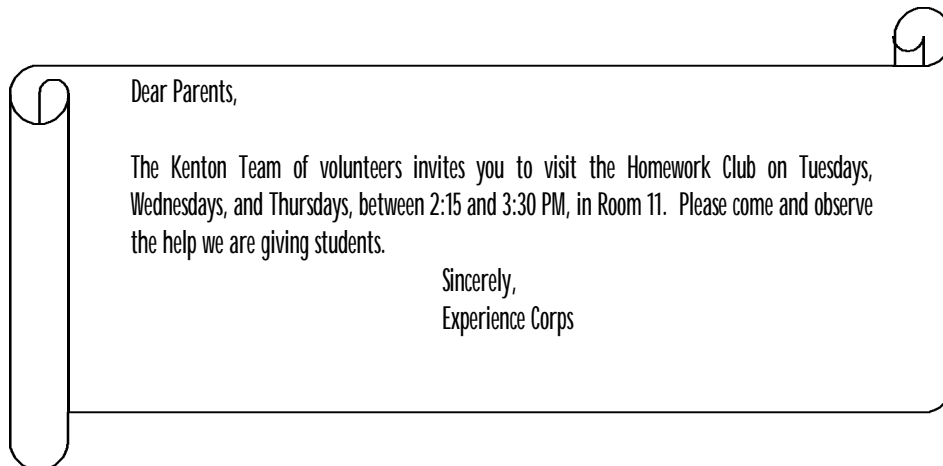 Dear Parents,
The Kenton Team of volunteers invites you to visit the Homework Club on Tuesdays,
Wednesdays, and Thursdays, between 2:15 and 3:30 PM, in Room 11.  Please come and observe
the help we are giving students.
Sincerely,
Experience Corps